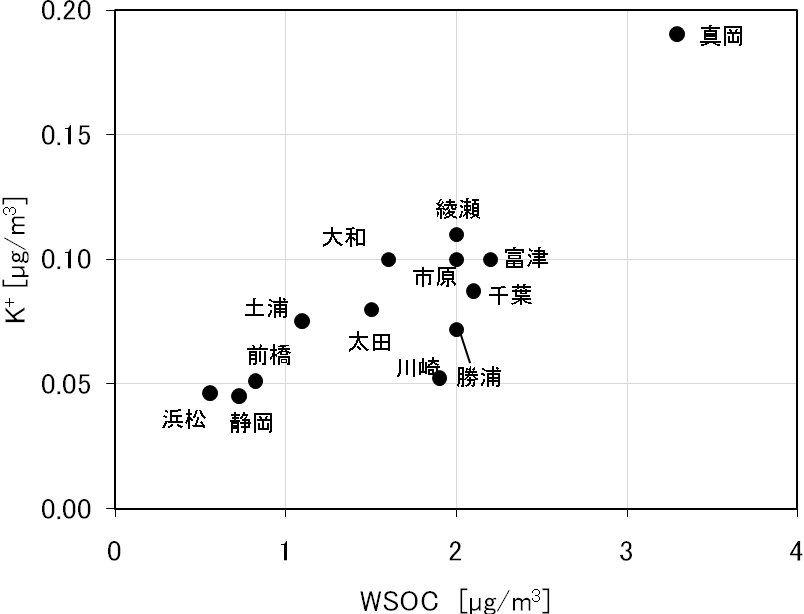 0.20
真岡
0.15
綾瀬
大和
0.10
富津
市原
千葉
土浦
太田
前橋
川崎
勝浦
0.05
浜松
静岡
0.00
K⁺ [μg/m³]
0 1 2 3 4
WSOC [μg/m³]